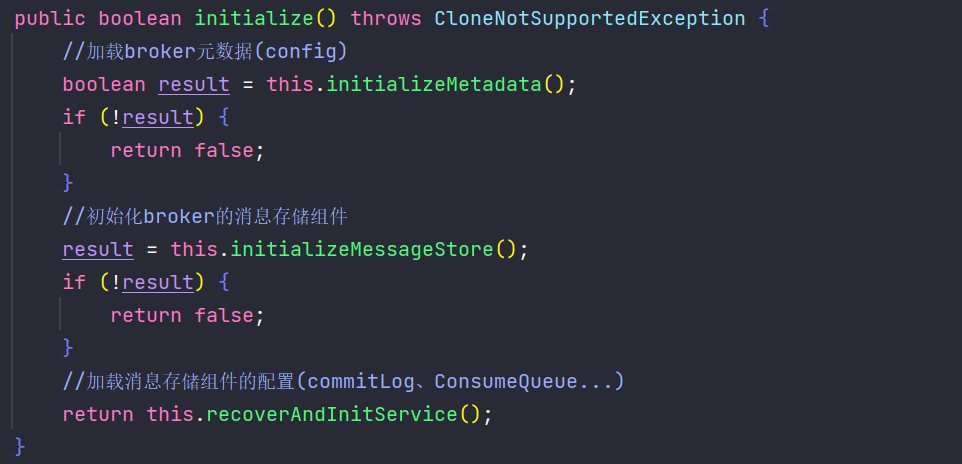 public boolean initialize() throws CloneNotSupportedException {
    //加载broker元数据(config)
    boolean result = this.initializeMetadata();
    if (!result) {
        return false;
    }
    //初始化broker的消息存储组件
    result = this.initializeMessageStore();
    if (!result) {
        return false;
    }
    //加载消息存储组件的配置(commitLog、ConsumeQueue...)
    return this.recoverAndInitService();
}